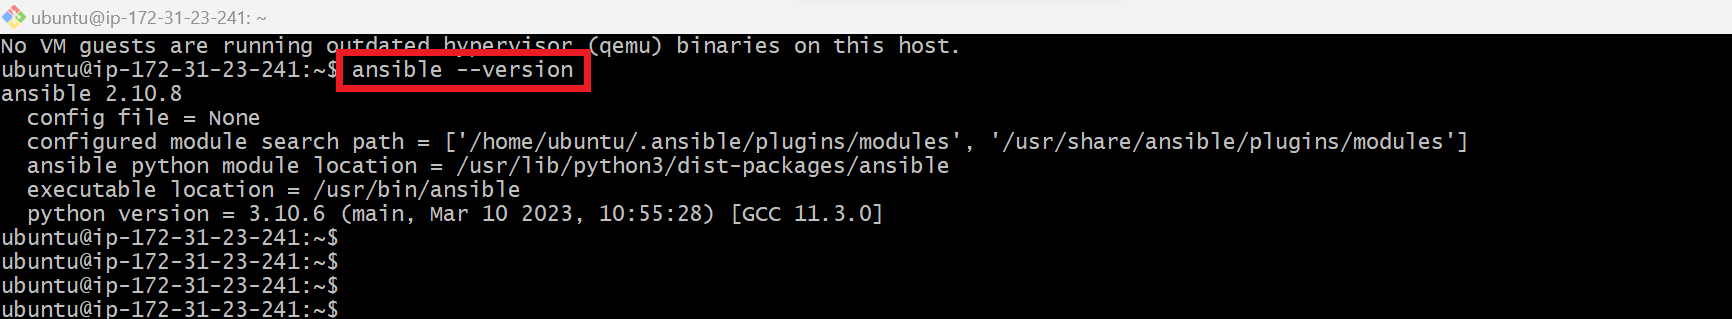 ubuntu@ip-172-31-23-241: ~
No VM guests are running outdated hypervisor (qemu) binaries on this host.
ubuntu@ip-172-31-23-241:~$ ansible --version
ansible 2.10.8
  config file = None
  configured module search path = ['/home/ubuntu/.ansible/plugins/modules', '/usr/share/ansible/plugins/modules']
  ansible python module location = /usr/lib/python3/dist-packages/ansible
  executable location = /usr/bin/ansible
  python version = 3.10.6 (main, Mar 10 2023, 10:55:28) [GCC 11.3.0]
ubuntu@ip-172-31-23-241:~$
ubuntu@ip-172-31-23-241:~$
ubuntu@ip-172-31-23-241:~$
ubuntu@ip-172-31-23-241:~$